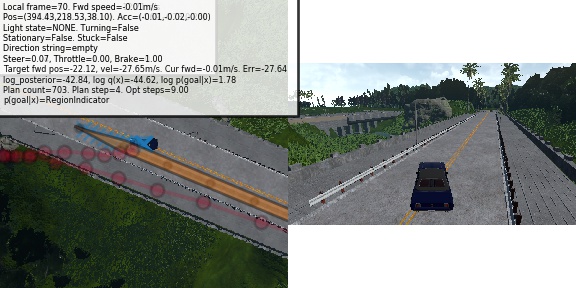 Local frame=70. Fwd speed=-0.01m/s
Pos=(394.43,218.53,38.10). Acc=(-0.01,-0.02,-0.00)
Light state=NONE. Turning=False
Stationary=False. Stuck=False
Direction string=empty
Steer=0.07, Throttle=0.00, Brake=1.00
Target fwd pos=-22.12, vel=-27.65m/s. Cur fwd=-0.01m/s. Err=-27.64
log_posterior=-42.84, log q(x)=-44.62, log p(goal|x)=1.78
Plan count=703. Plan step=4. Opt steps=9.00
p(goal|x)=RegionIndicator